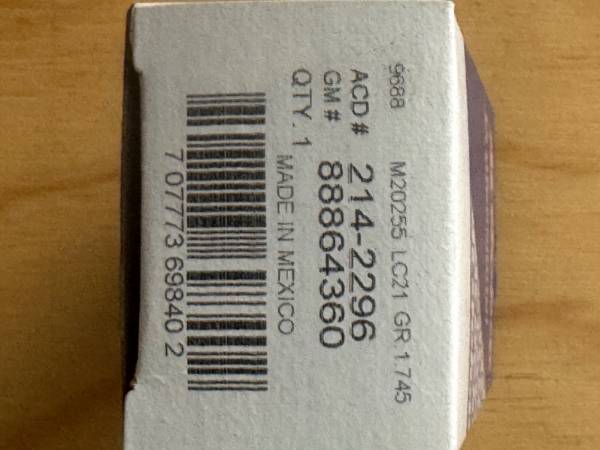 9688 M20255 LC21 GR 1.745
ACD # 214-2296
GM # 88864360
QTY. 1
MADE IN MEXICO
7 07773 69840 2